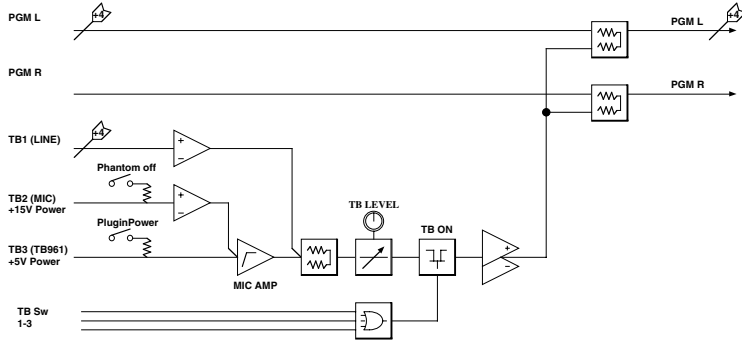 PGM L
+4
PGM L
+4
PGM R
PGM R
TB1 (LINE)
+4
+
−
Phantom off
TB2 (MIC)
+15V Power
+
−
TB LEVEL
PluginPower
TB ON
TB3 (TB961)
+5V Power
+
−
MIC AMP
TB Sw
1-3